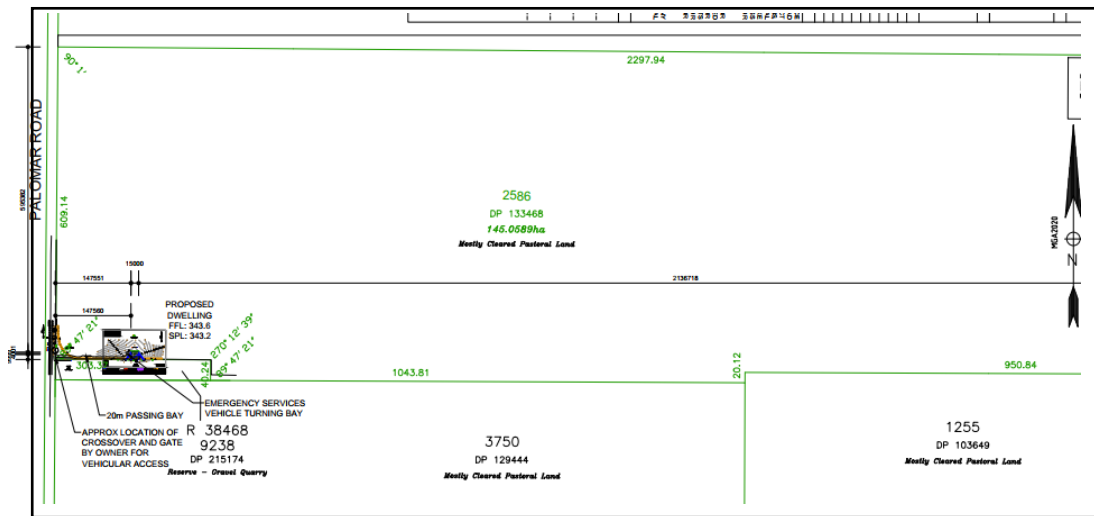 2297.94
90° 1'
PALOMAR ROAD
609.14
2586
DP 133468
145.0589ha
Mostly Cleared Pastoral Land
MGA2020
N
147551
15000
2136718
147560
PROPOSED
DWELLING
FFL: 343.6
SPL: 343.2
47' 21"
270° 12' 39"
89° 47' 21"
303.3
40.24
1043.81
20.12
950.84
20m PASSING BAY
EMERGENCY SERVICES
VEHICLE TURNING BAY
APPROX LOCATION OF
CROSSOVER AND GATE
BY OWNER FOR
VEHICULAR ACCESS
R 38468
9238
DP 215174
Reserve - Gravel Quarry
3750
DP 129444
Mostly Cleared Pastoral Land
1255
DP 103649
Mostly Cleared Pastoral Land